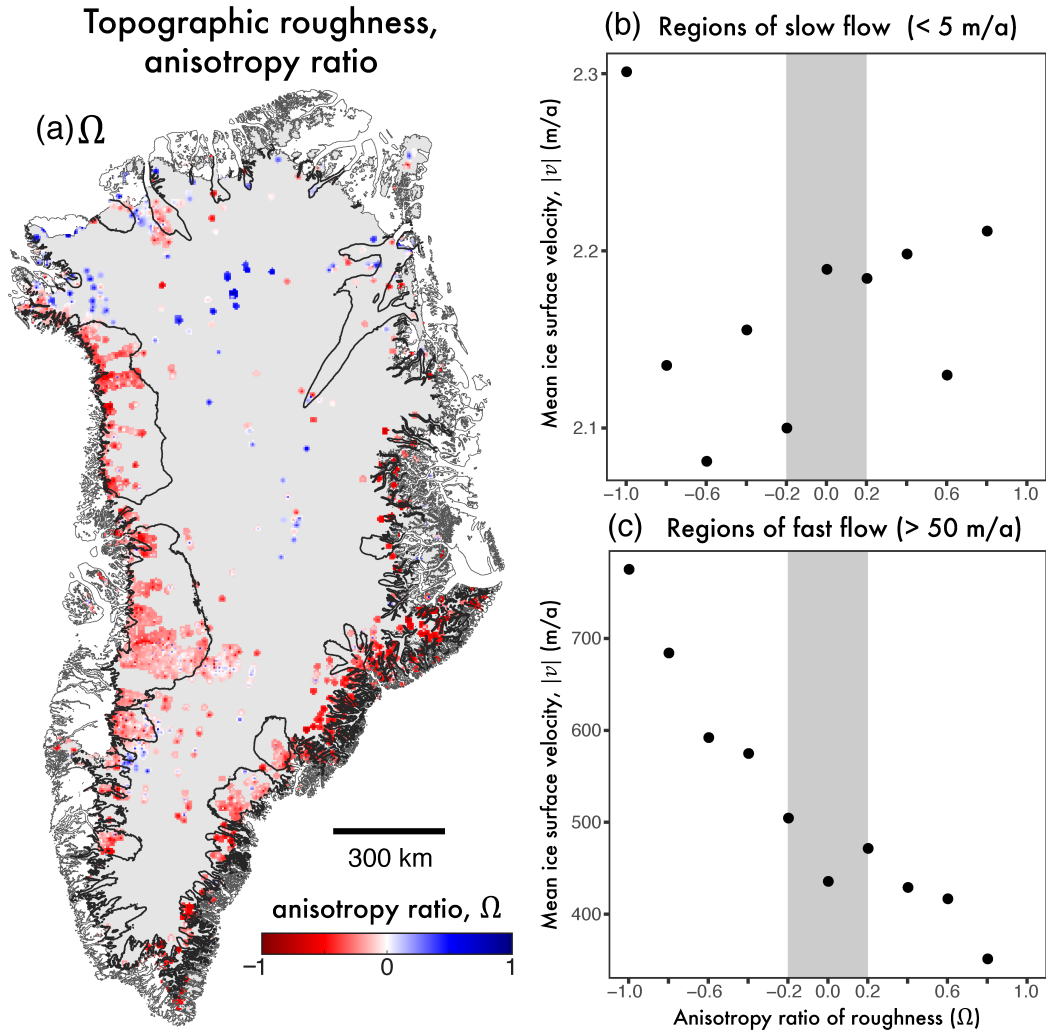 Topographic roughness,
anisotropy ratio
(a) Ω
300 km
anisotropy ratio, Ω
−1 0 1
(b) Regions of slow flow (< 5 m/a)
Mean ice surface velocity, |v| (m/a)
2.3
2.2
2.1
−1.0 −0.6 −0.2 0.0 0.2 0.6 1.0
(c) Regions of fast flow (> 50 m/a)
Mean ice surface velocity, |v| (m/a)
700
600
500
400
−1.0 −0.6 −0.2 0.0 0.2 0.6 1.0
Anisotropy ratio of roughness (Ω)